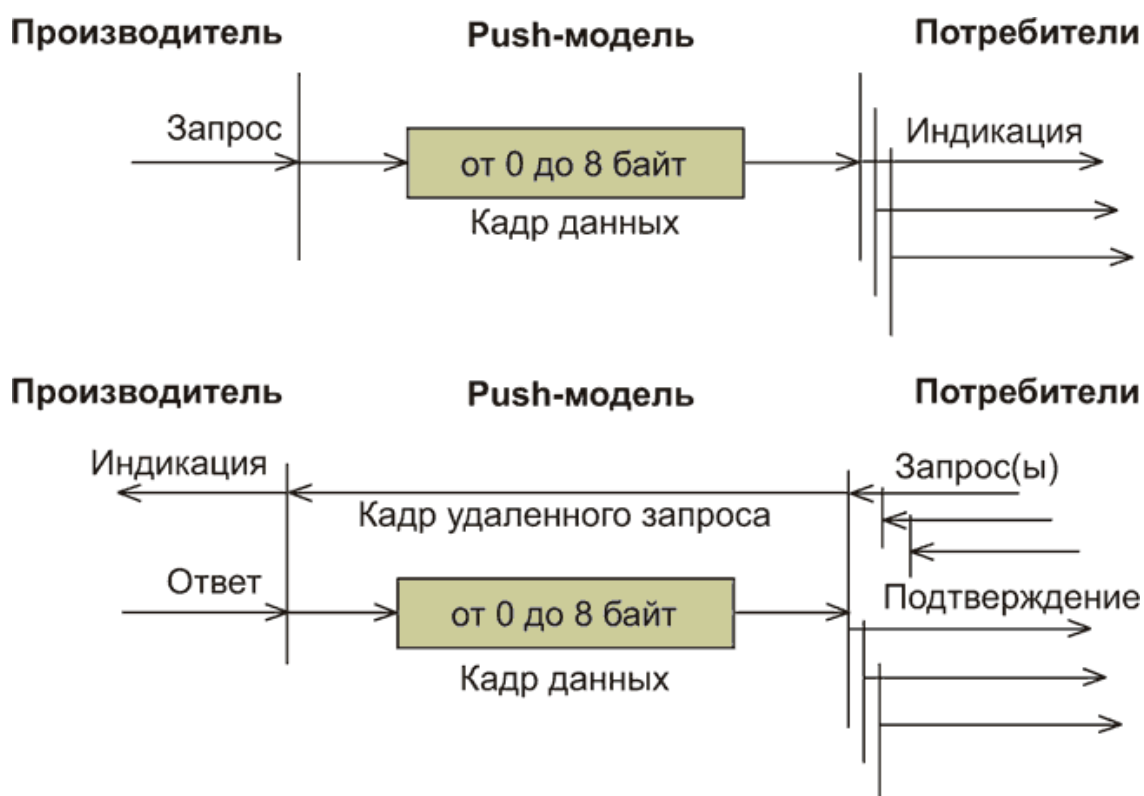 Производитель Push-модель Потребители
Запрос Индикация
от 0 до 8 байт
Кадр данных
Производитель Push-модель Потребители
Индикация Запрос(ы)
Кадр удаленного запроса
Ответ Подтверждение
от 0 до 8 байт
Кадр данных